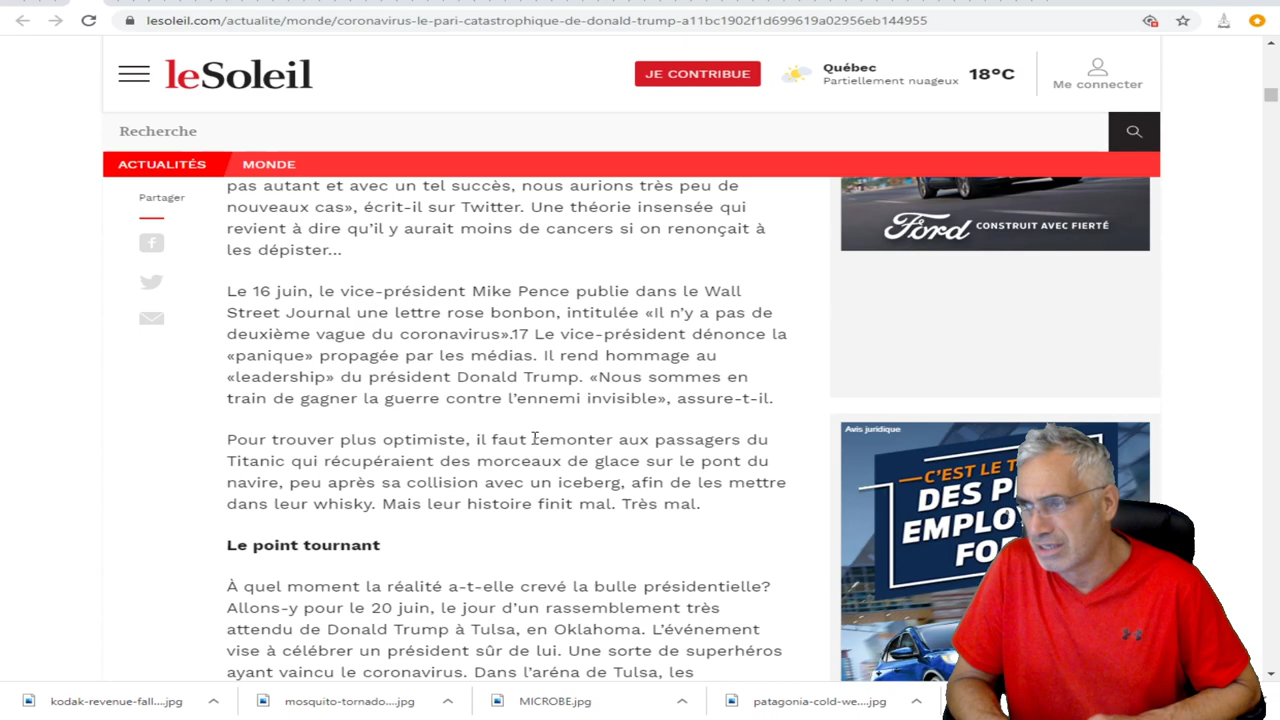 lesoleil.com/actualite/monde/coronavirus-le-pari-catastrophique-de-donald-trump-a11bc1902f1d699619a02956eb144955
leSoleil
JE CONTRIBUE
Québec
Partiellement nuageux
18°C
Me connecter
Recherche
ACTUALITÉS
MONDE
Partager
pas autant et avec un tel succès, nous aurions très peu de
nouveaux cas», écrit-il sur Twitter. Une théorie insensée qui
revient à dire qu’il y aurait moins de cancers si on renonçait à
les dépister...
Le 16 juin, le vice-président Mike Pence publie dans le Wall
Street Journal une lettre rose bonbon, intitulée «Il n’y a pas de
deuxième vague du coronavirus».17 Le vice-président dénonce la
«panique» propagée par les médias. Il rend hommage au
«leadership» du président Donald Trump. «Nous sommes en
train de gagner la guerre contre l’ennemi invisible», assure-t-il.
Pour trouver plus optimiste, il faut remonter aux passagers du
Titanic qui récupéraient des morceaux de glace sur le pont du
navire, peu après sa collision avec un iceberg, afin de les mettre
dans leur whisky. Mais leur histoire finit mal. Très mal.
Le point tournant
À quel moment la réalité a-t-elle crevé la bulle présidentielle?
Allons-y pour le 20 juin, le jour d’un rassemblement très
attendu de Donald Trump à Tulsa, en Oklahoma. L’événement
vise à célébrer un président sûr de lui. Une sorte de superhéros
ayant vaincu le coronavirus. Dans l’aréna de Tulsa, les
Ford
CONSTRUIT AVEC FIERTÉ
Avis juridique
C'EST LE T
DES P
EMPLO
FO
kodak-revenue-fall....jpg
mosquito-tornado....jpg
MICROBE.jpg
patagonia-cold-we....jpg